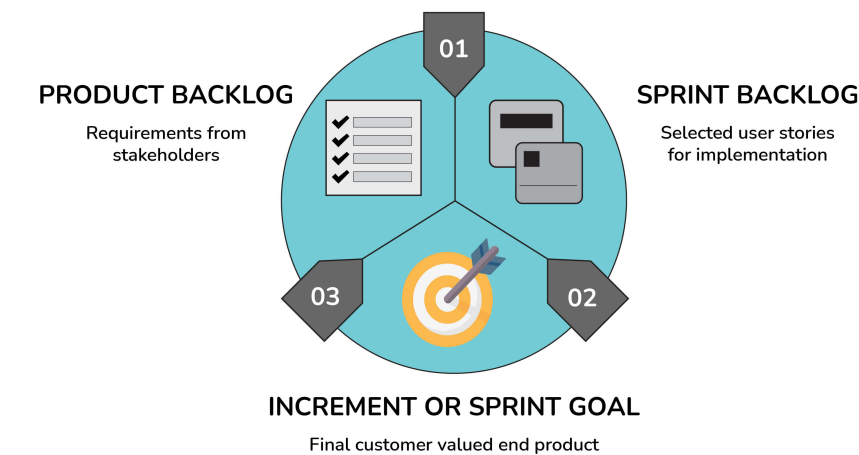 01
PRODUCT BACKLOG
Requirements from
stakeholders
SPRINT BACKLOG
Selected user stories
for implementation
03
02
INCREMENT OR SPRINT GOAL
Final customer valued end product